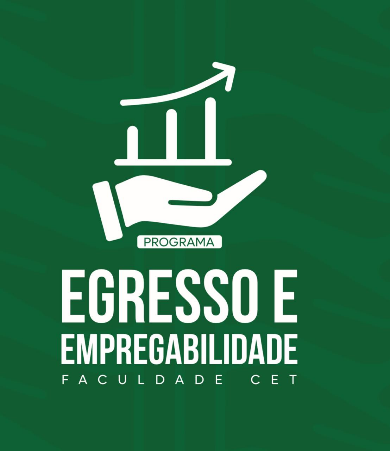 PROGRAMA
EGRESSO E
EMPREGABILIDADE
FACULDADE CET